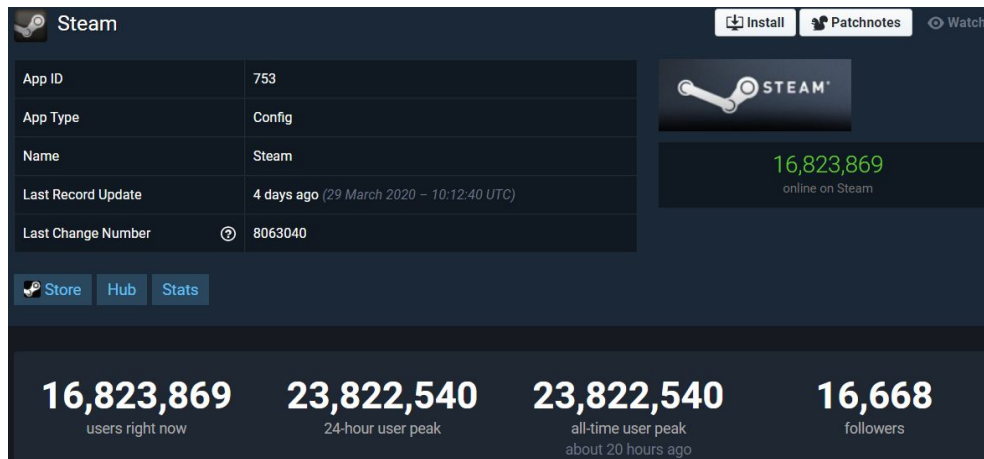 Steam
Install
Patchnotes
Watch
App ID 753
App Type Config
Name Steam
Last Record Update 4 days ago (29 March 2020 – 10:12:40 UTC)
Last Change Number ? 8063040
STEAM
16,823,869
online on Steam
Store Hub Stats
16,823,869 23,822,540 23,822,540 16,668
users right now 24-hour user peak all-time user peak followers
about 20 hours ago